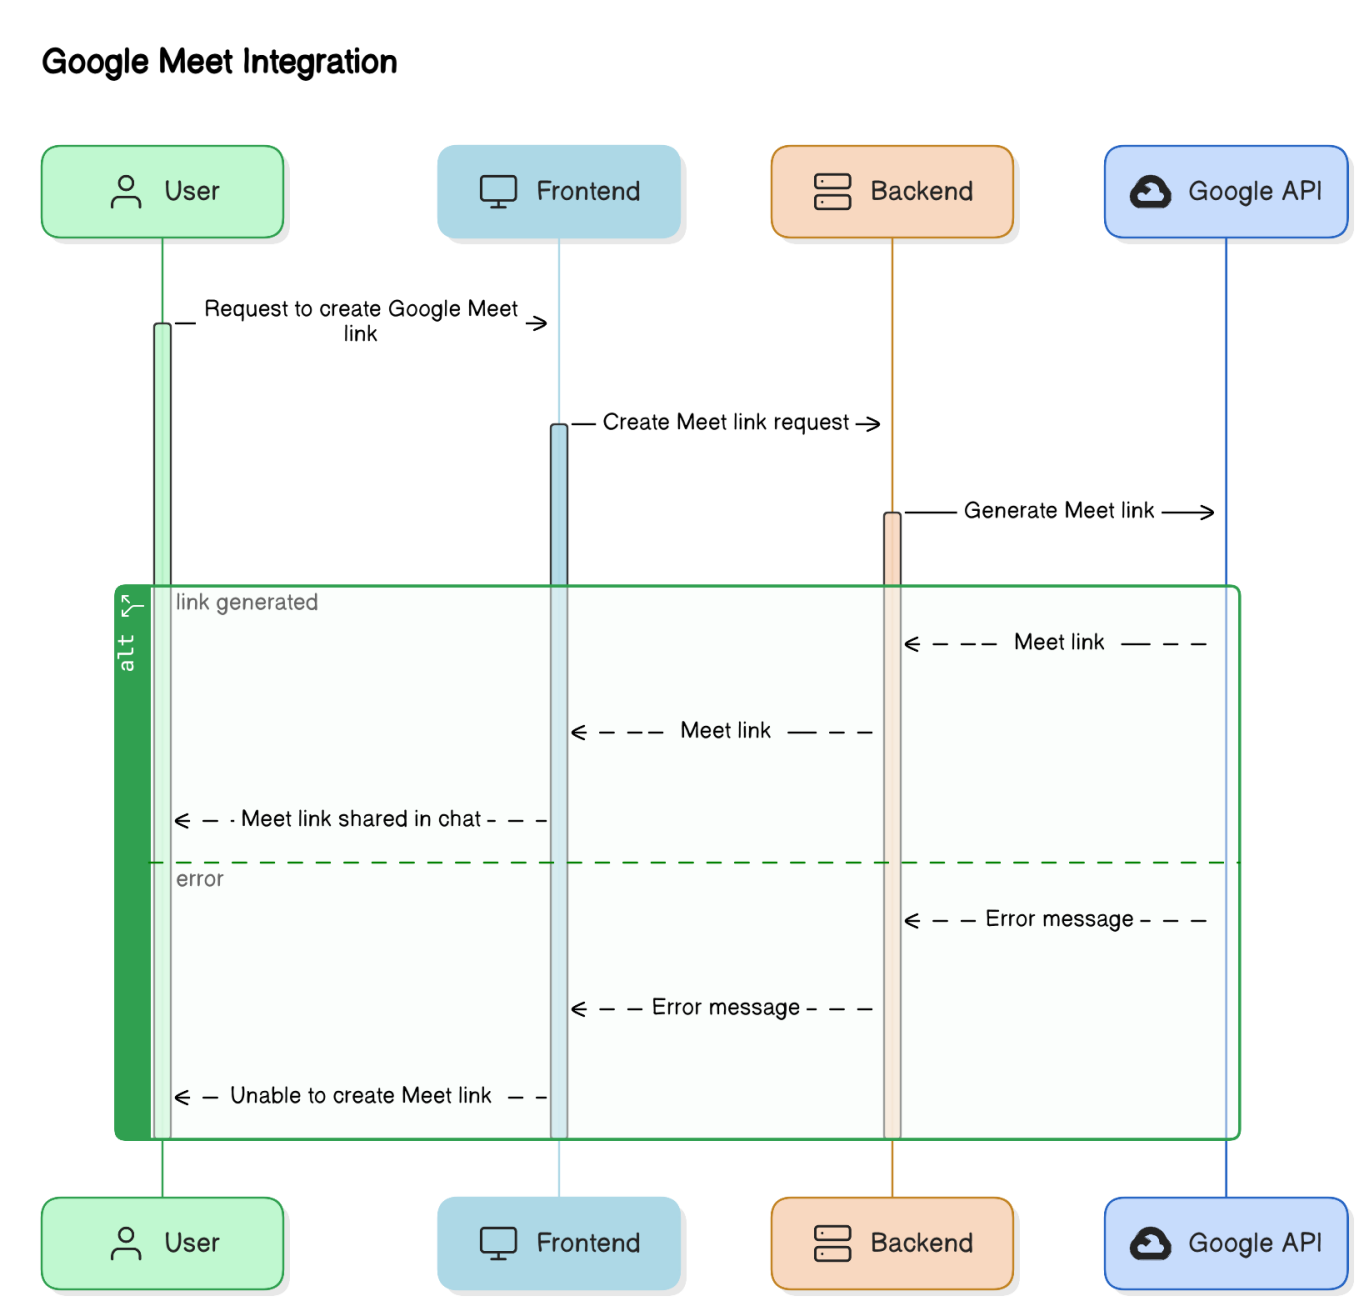 Google Meet Integration
User
Frontend
Backend
Google API
Request to create Google Meet
link
Create Meet link request
Generate Meet link
alt
link generated
Meet link
Meet link
Meet link shared in chat
error
Error message
Error message
Unable to create Meet link
User
Frontend
Backend
Google API